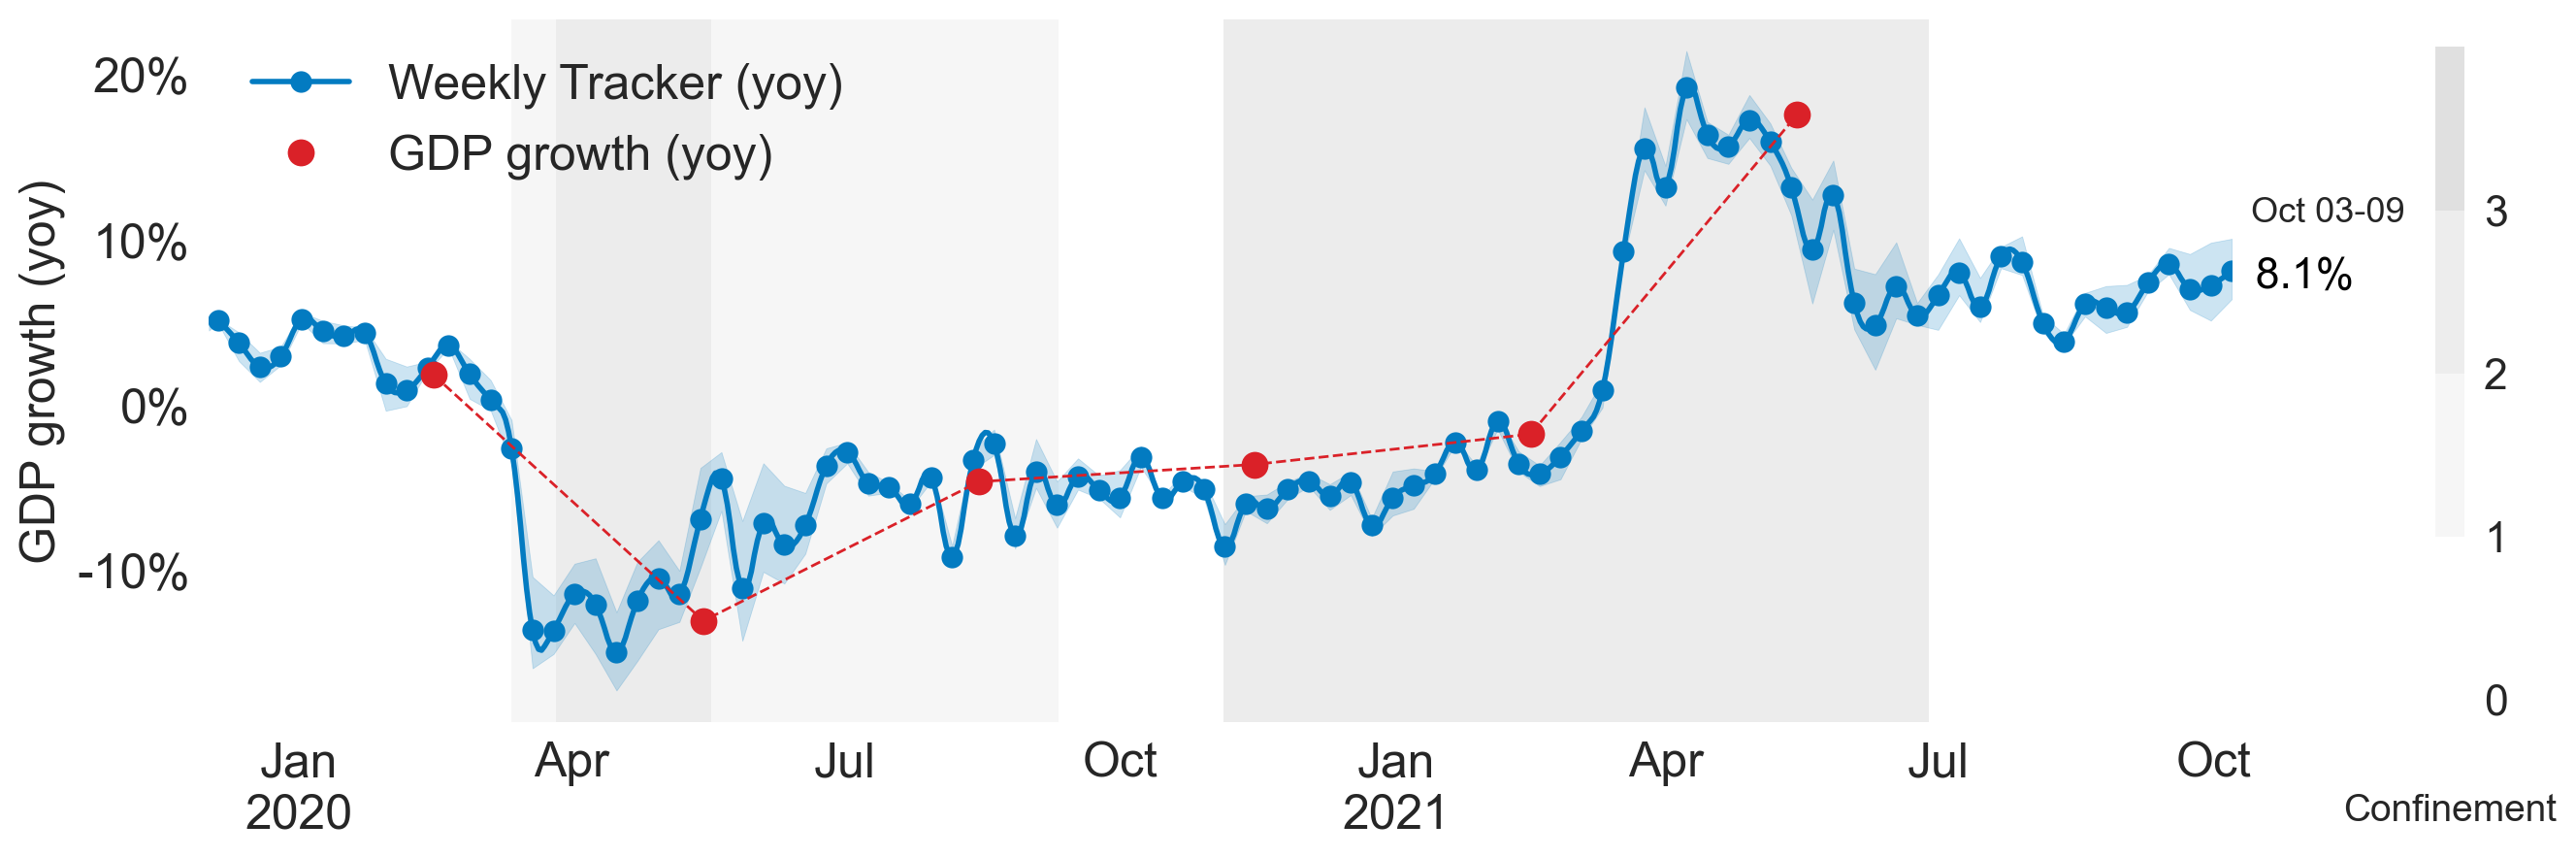 GDP growth (yoy)
20%
10%
0%
-10%
Weekly Tracker (yoy)
GDP growth (yoy)
Oct 03-09
8.1%
3
2
1
0
Confinement
Jan Apr Jul Oct Jan Apr Jul Oct
2020 2021